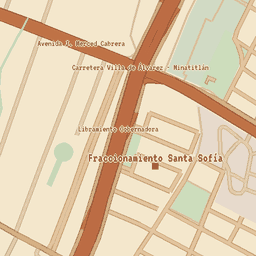 Avenida J. Merced Cabrera
Carretera Villa de Álvarez - Minatitlán
Libramiento Gobernadora
Fraccionamiento Santa Sofía